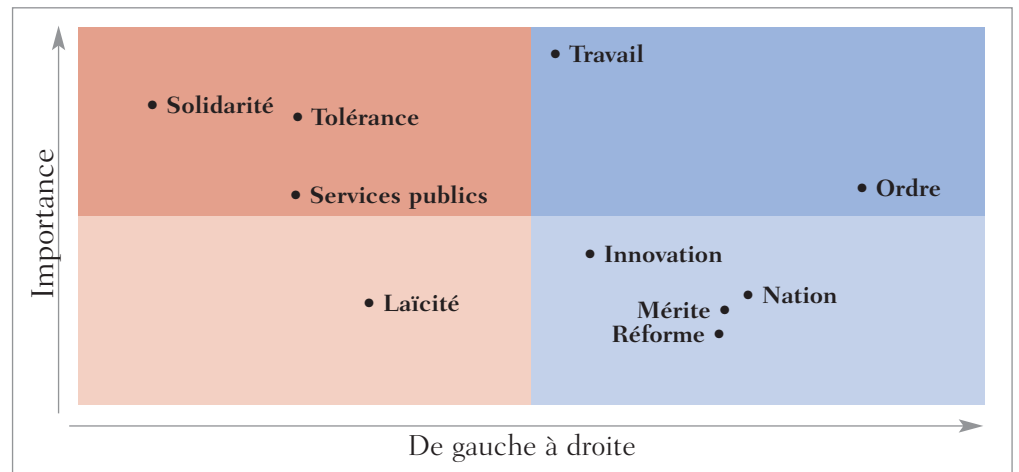 Importance
Travail
Solidarité
Tolérance
Services publics
Ordre
Innovation
Laïcité
Nation
Mérite
Réforme
De gauche à droite